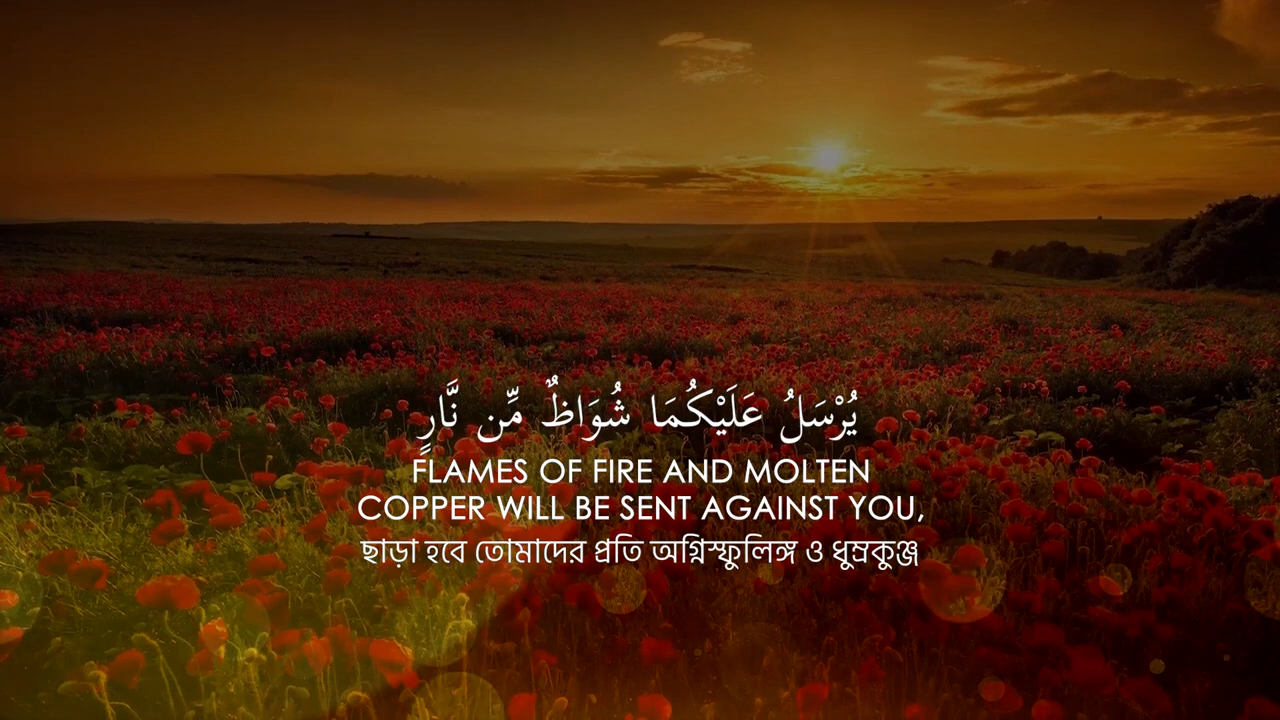 يُرْسَلُ عَلَيْكُمَا شُوَاظٌ مِّن نَّارٍ
FLAMES OF FIRE AND MOLTEN
COPPER WILL BE SENT AGAINST YOU,
ছাড়া হবে তোমাদের প্রতি অগ্নিস্ফুলিঙ্গ ও ধুম্রকুঞ্জ